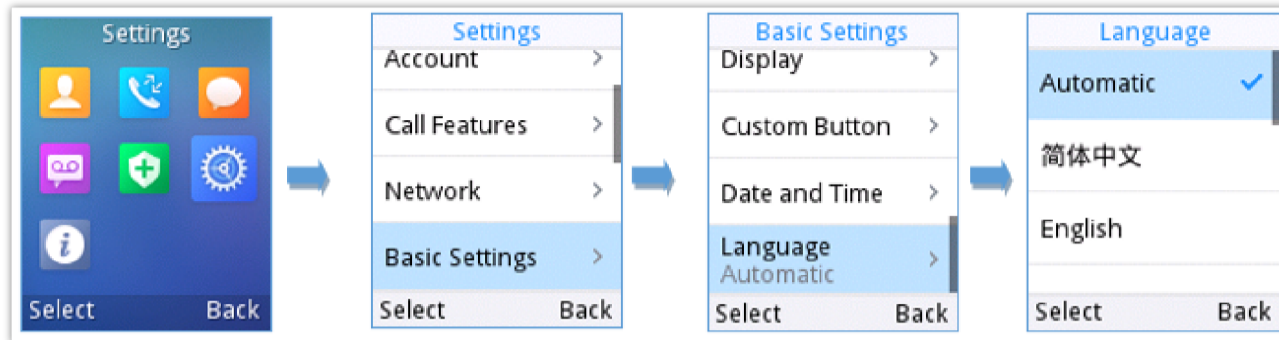 Settings
Select Back
Settings
Account
Call Features
Network
Basic Settings
Select Back
Basic Settings
Display
Custom Button
Date and Time
Language
Automatic
Select Back
Language
Automatic
简体中文
English
Select Back